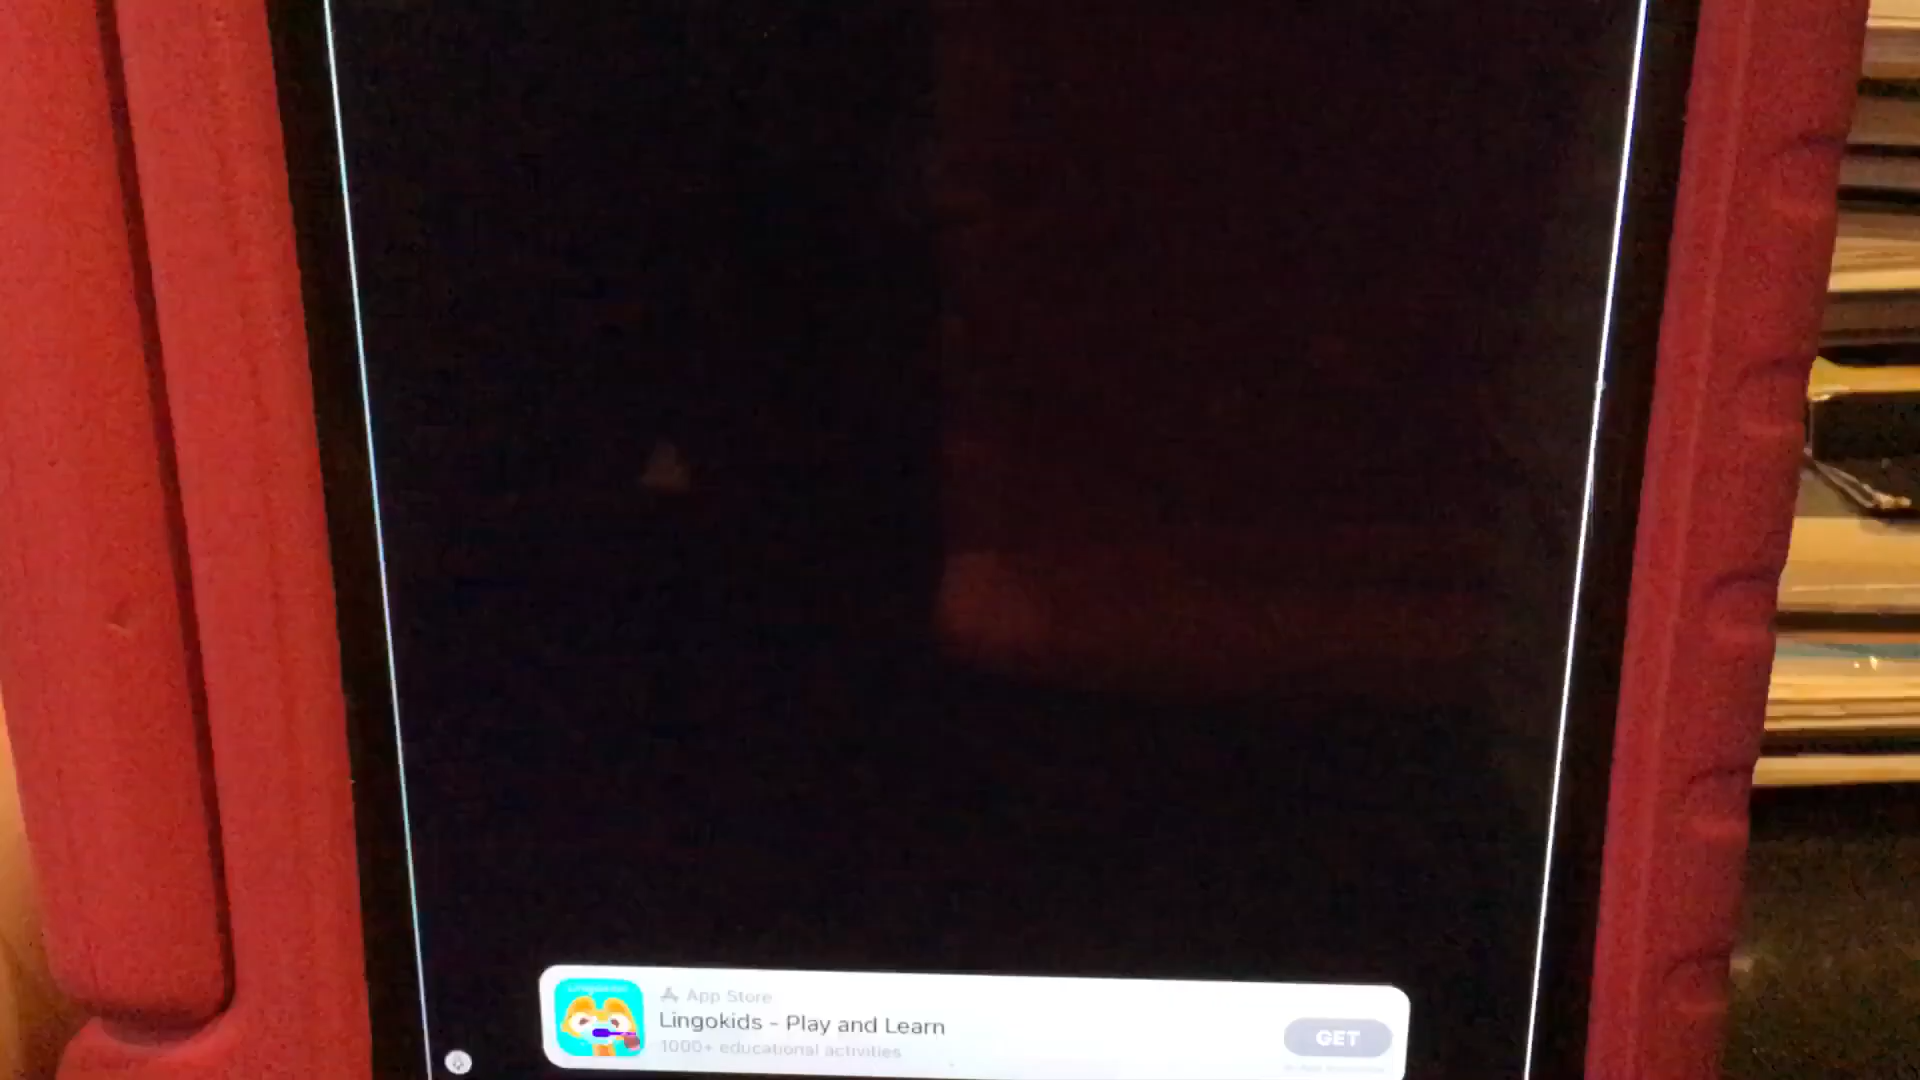 App Store
Lingokids - Play and Learn
1000+ educational activities
GET